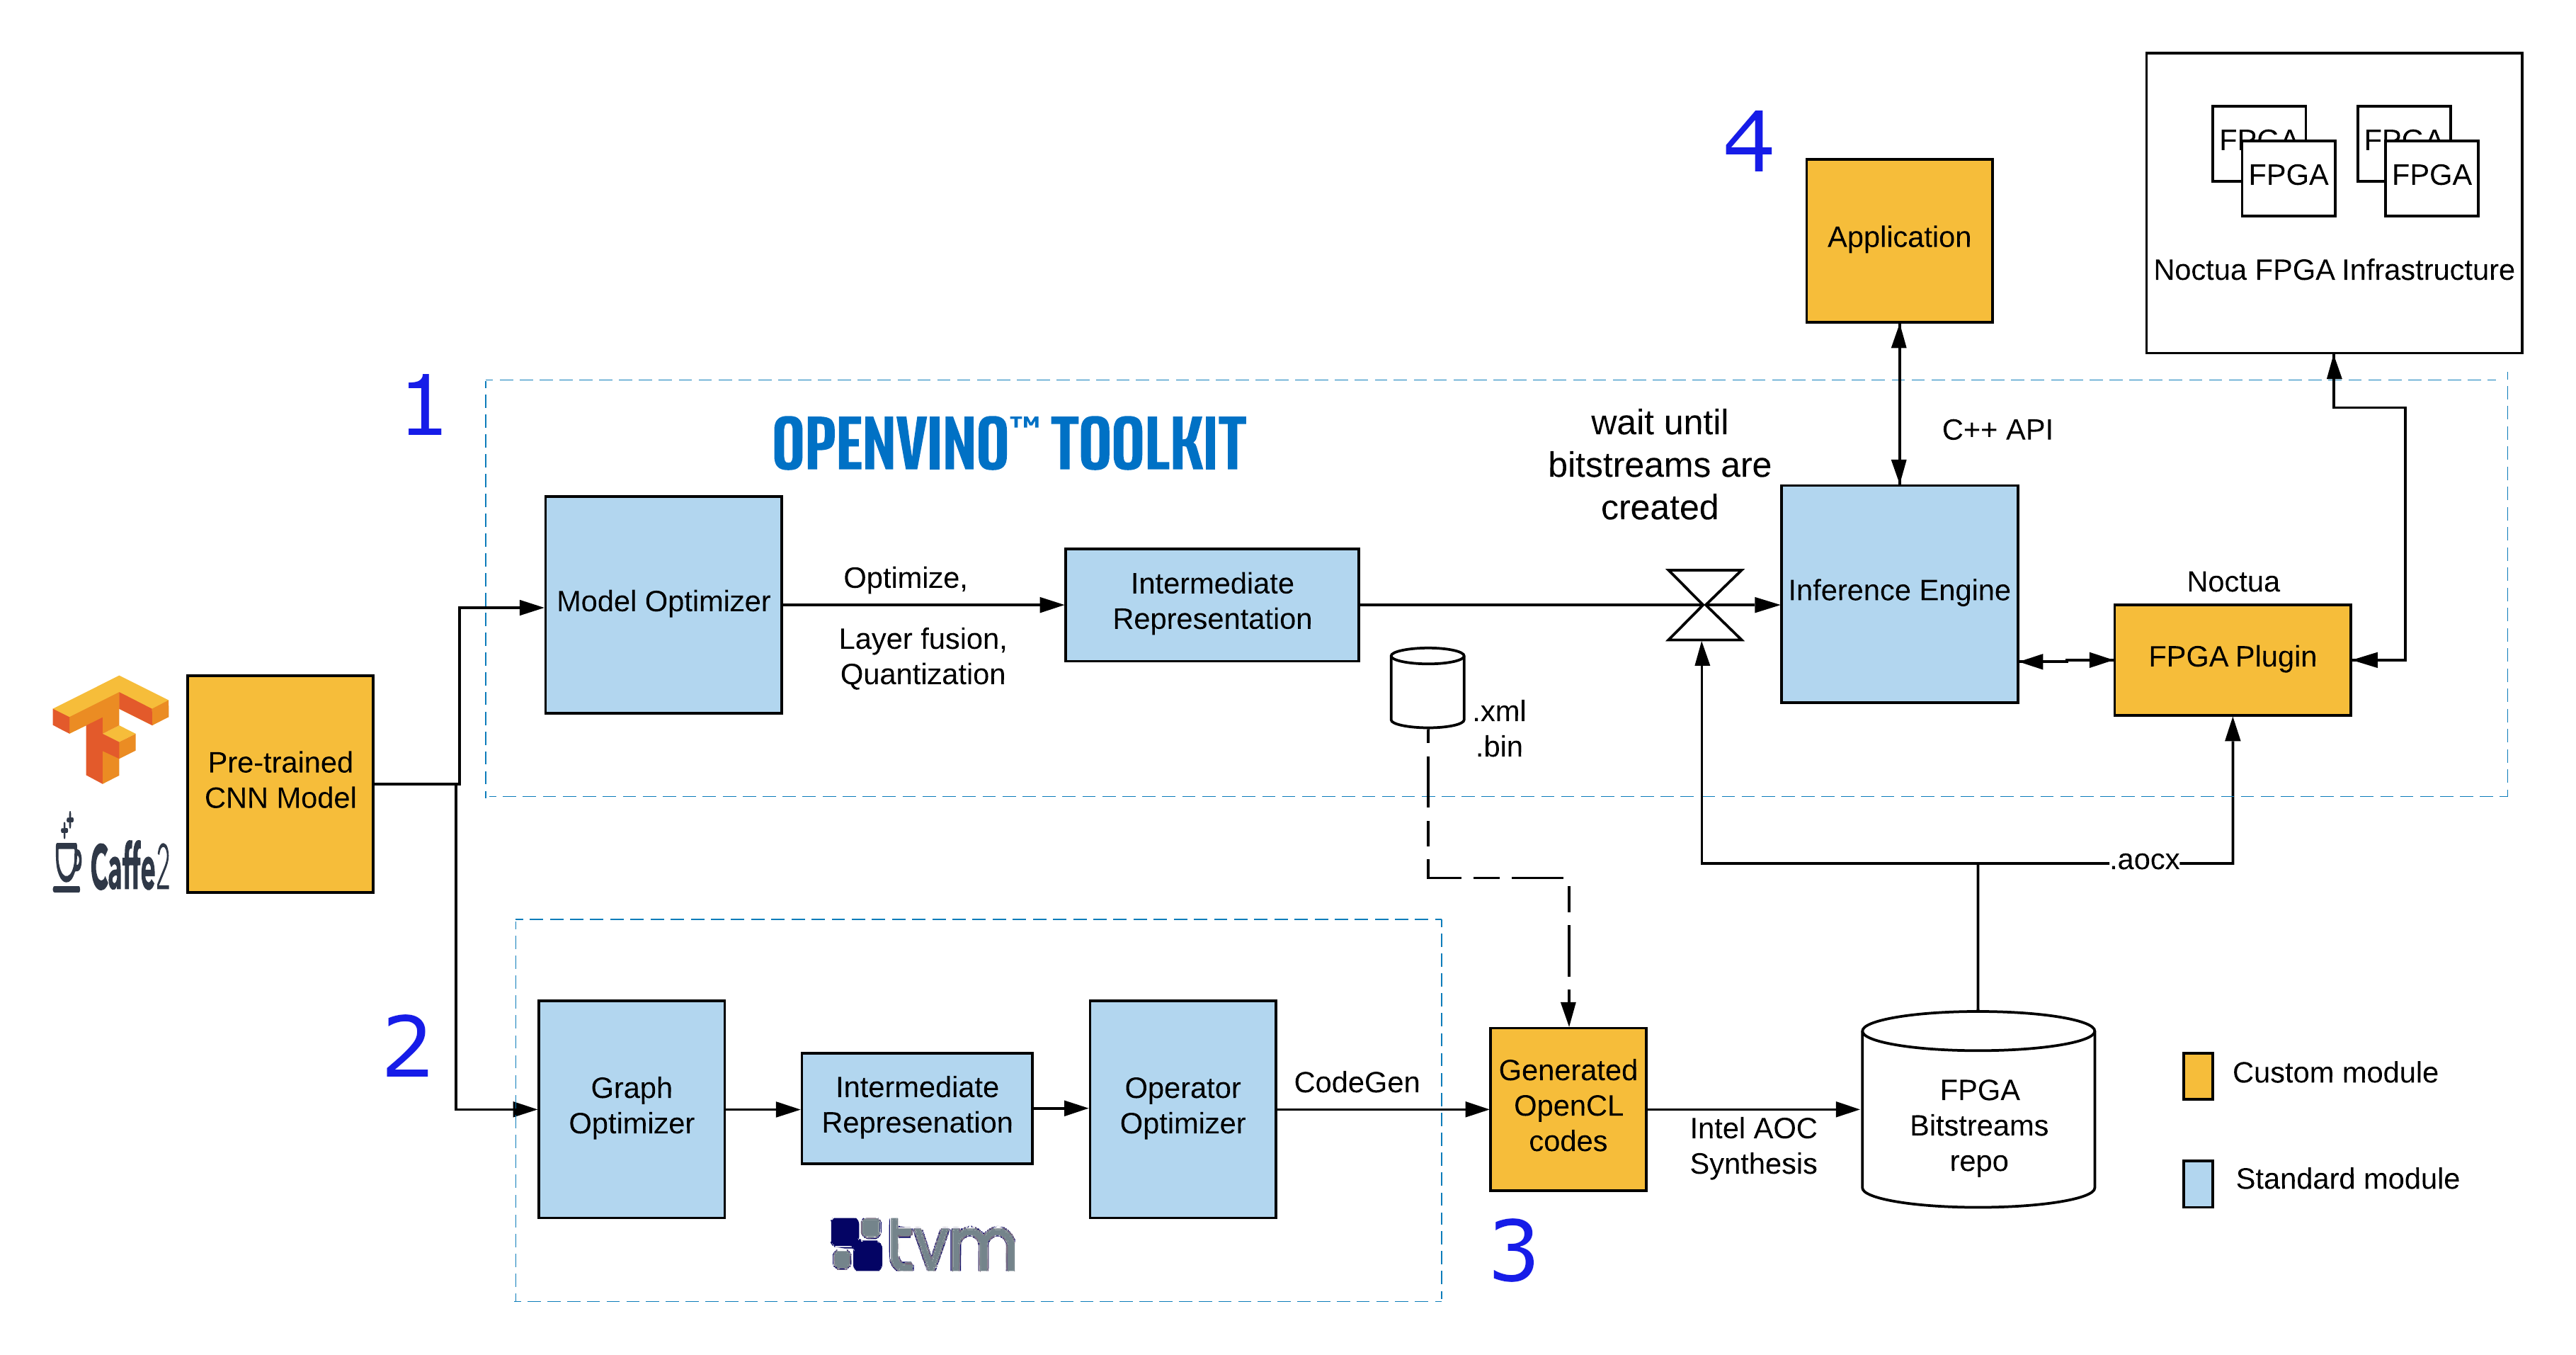 4
FPGA
FPGA
FPGA
FPGA
Noctua FPGA Infrastructure
Application
1
OPENVINO™ TOOLKIT
wait until
bitstreams are
created
C++ API
Model Optimizer
Optimize,
Layer fusion,
Quantization
Intermediate
Representation
Inference Engine
Noctua
FPGA Plugin
.xml
.bin
Pre-trained
CNN Model
Caffe2
.aocx
2
Graph
Optimizer
Intermediate
Represenation
Operator
Optimizer
CodeGen
Generated
OpenCL
codes
Intel AOC
Synthesis
FPGA
Bitstreams
repo
Custom module
Standard module
tvm
3